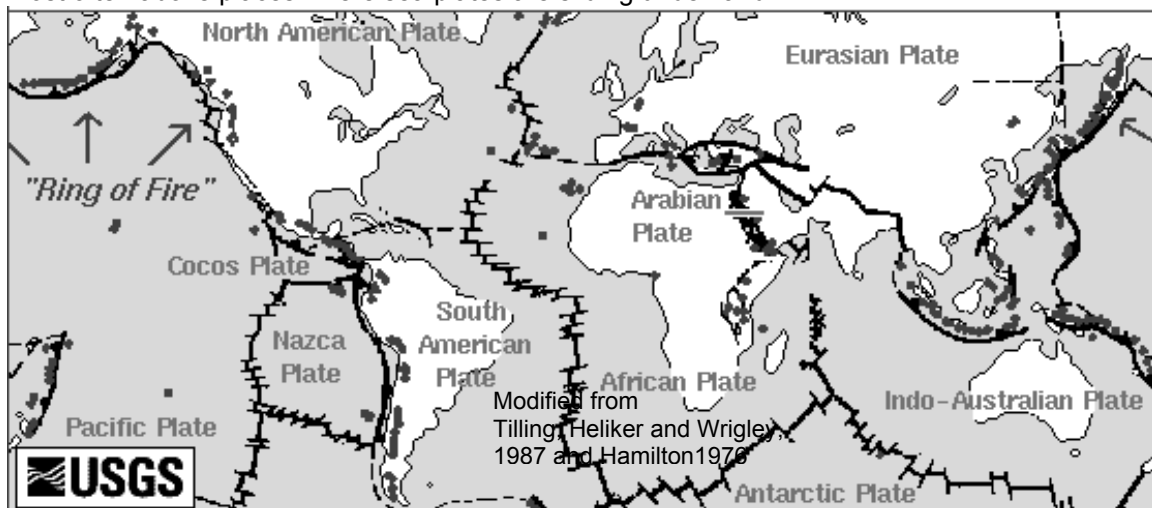 North American Plate
Eurasian Plate
"Ring of Fire"
Arabian
Plate
Cocos Plate
Nazca
Plate
South
American
Plate
African Plate
Indo-Australian Plate
Pacific Plate
Modified from
Tilling, Heliker and Wrigley,
1987 and Hamilton1976
USGS
Antarctic Plate